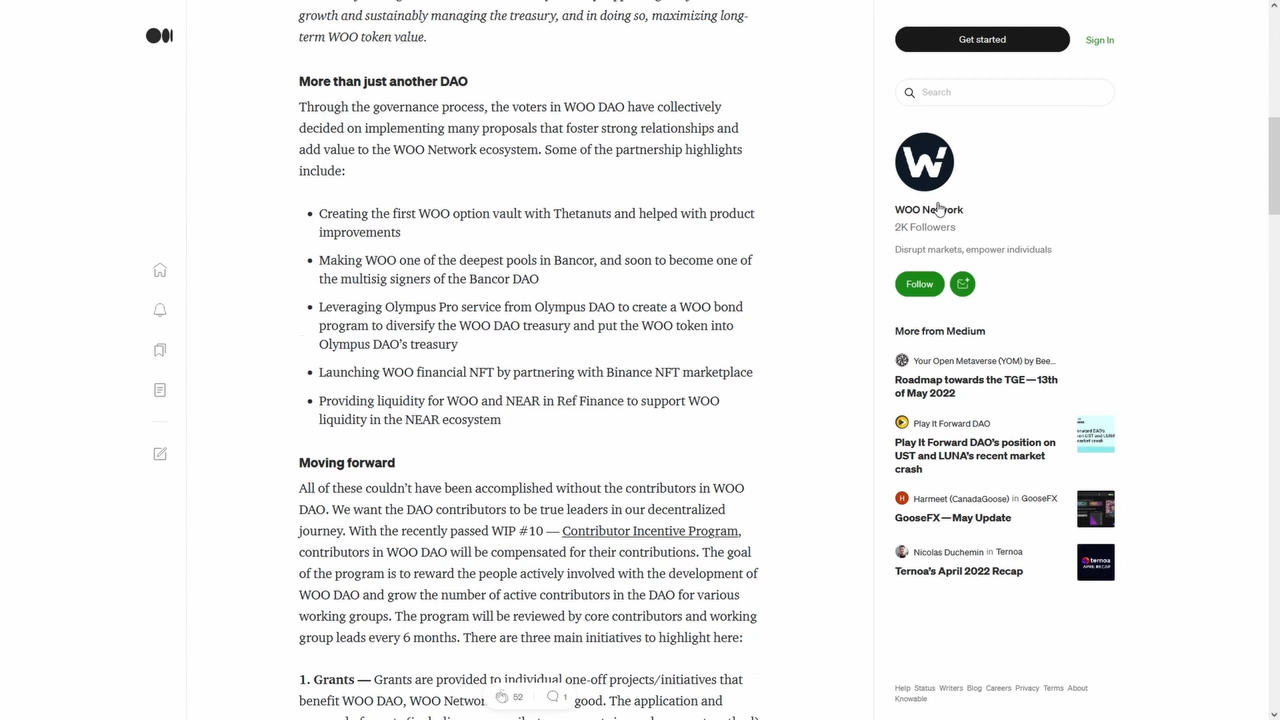 growth and sustainably managing the treasury, and in doing so, maximizing long-
term WOO token value.
More than just another DAO
Through the governance process, the voters in WOO DAO have collectively
decided on implementing many proposals that foster strong relationships and
add value to the WOO Network ecosystem. Some of the partnership highlights
include:
• Creating the first WOO option vault with Thetanuts and helped with product
improvements
• Making WOO one of the deepest pools in Bancor, and soon to become one of
the multisig signers of the Bancor DAO
• Leveraging Olympus Pro service from Olympus DAO to create a WOO bond
program to diversify the WOO DAO treasury and put the WOO token into
Olympus DAO’s treasury
• Launching WOO financial NFT by partnering with Binance NFT marketplace
• Providing liquidity for WOO and NEAR in Ref Finance to support WOO
liquidity in the NEAR ecosystem
Moving forward
All of these couldn’t have been accomplished without the contributors in WOO
DAO. We want the DAO contributors to be true leaders in our decentralized
journey. With the recently passed WIP #10 — Contributor Incentive Program,
contributors in WOO DAO will be compensated for their contributions. The goal
of the program is to reward the people actively involved with the development of
WOO DAO and grow the number of active contributors in the DAO for various
working groups. The program will be reviewed by core contributors and working
group leads every 6 months. There are three main initiatives to highlight here:
1. Grants — Grants are provided to individual one-off projects/initiatives that
benefit WOO DAO, WOO Networ good. The application and
52 1
Get started Sign In
Search
W
WOO Network
2K Followers
Disrupt markets, empower individuals
Follow
More from Medium
Your Open Metaverse (YOM) by Bee...
Roadmap towards the TGE — 13th
of May 2022
Play It Forward DAO
Play It Forward DAO’s position on
UST and LUNA’s recent market
crash
H Harmeet (CanadaGoose) in GooseFX
GooseFX — May Update
Nicolas Duchemin in Ternoa
Ternoa’s April 2022 Recap
ternoa
APRIL RECAP
Help Status Writers Blog Careers Privacy Terms About
Knowable